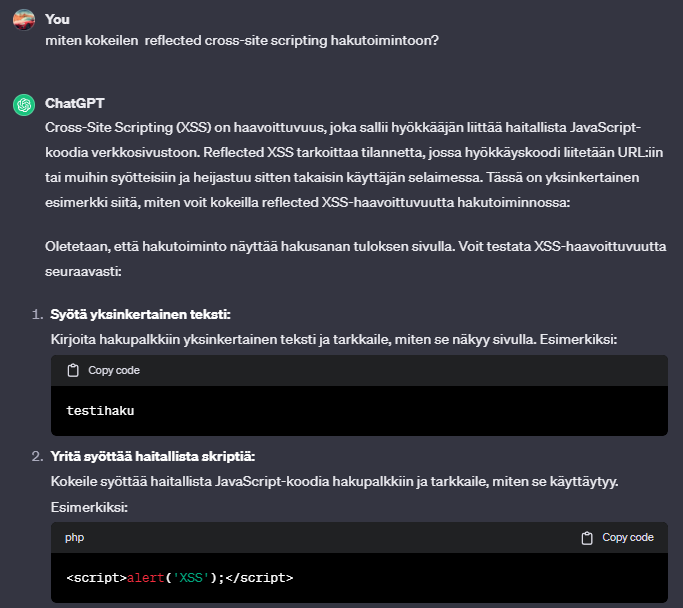 You
miten kokeilen  reflected cross-site scripting hakutoimintoon?
ChatGPT
Cross-Site Scripting (XSS) on haavoittuvuus, joka sallii hyökkääjän liittää haitallista JavaScript-
koodia verkkosivustoon. Reflected XSS tarkoittaa tilannetta, jossa hyökkäyskoodi liitetään URL:iin
tai muihin syötteisiin ja heijastuu sitten takaisin käyttäjän selaimessa. Tässä on yksinkertainen
esimerkki siitä, miten voit kokeilla reflected XSS-haavoittuvuutta hakutoiminnossa:
Oletetaan, että hakutoiminto näyttää hakusanan tuloksen sivulla. Voit testata XSS-haavoittuvuutta
seuraavasti:
1. Syötä yksinkertainen teksti:
Kirjoita hakupalkkiin yksinkertainen teksti ja tarkkaile, miten se näkyy sivulla. Esimerkiksi:
Copy code
testihaku
2. Yritä syöttää haitallista skriptiä:
Kokeile syöttää haitallista JavaScript-koodia hakupalkkiin ja tarkkaile, miten se käyttäytyy.
Esimerkiksi:
php Copy code
<script>alert('XSS');</script>